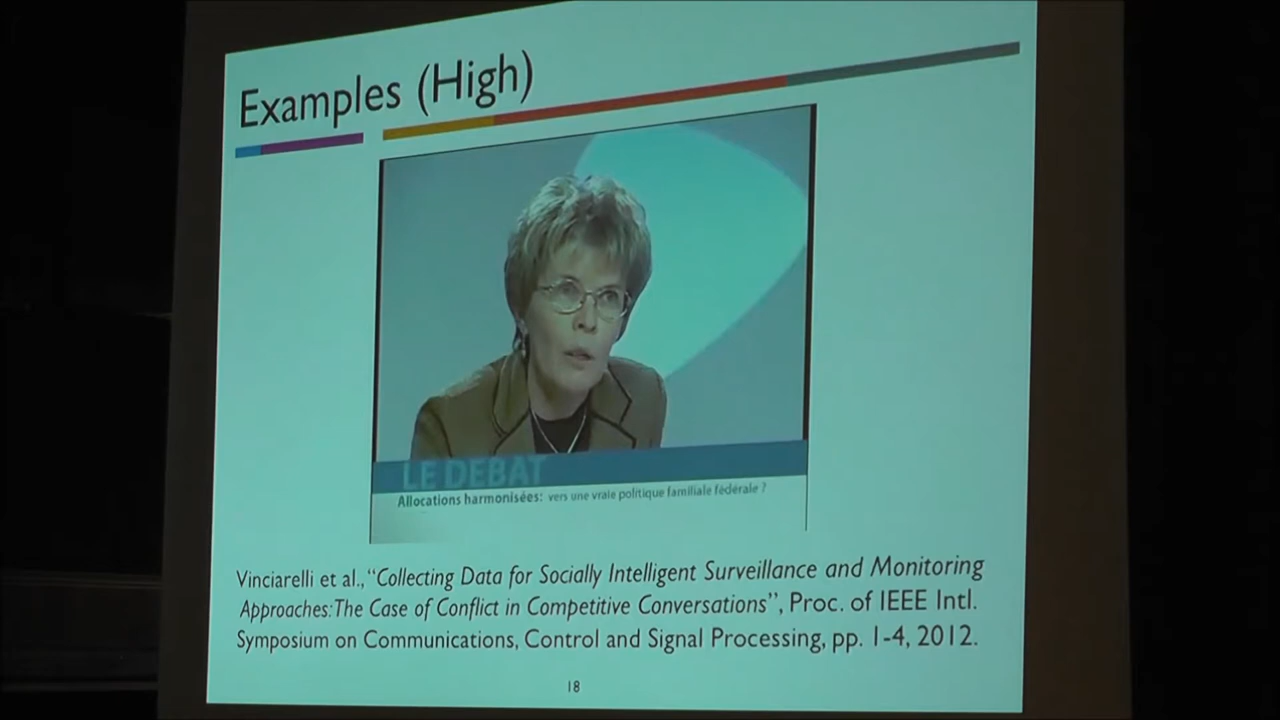 Examples (High)
LE DEBAT
Allocations harmonisées: vers une vraie politique familiale fédérale ?
Vinciarelli et al., “Collecting Data for Socially Intelligent Surveillance and Monitoring
Approaches: The Case of Conflict in Competitive Conversations”, Proc. of IEEE Intl.
Symposium on Communications, Control and Signal Processing, pp. 1-4, 2012.
18